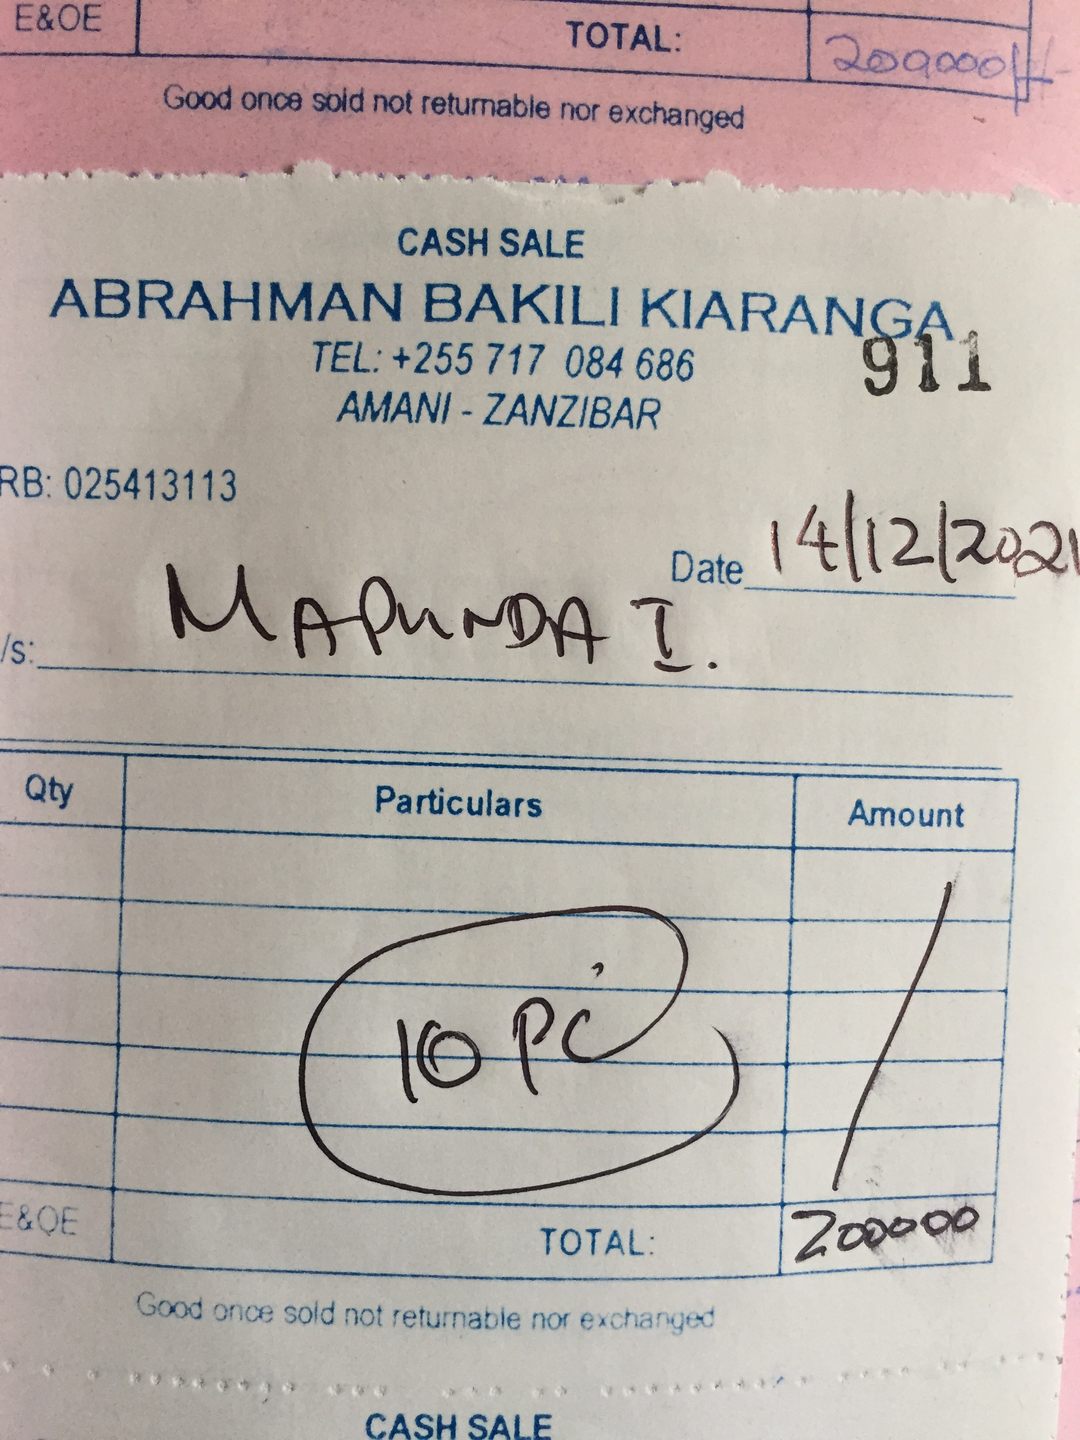 E&OE TOTAL: 200000/=
Good once sold not returnable nor exchanged
CASH SALE
ABRAHMAN BAKILI KIARANGA
TEL: +255 717 084 686
911
AMANI - ZANZIBAR
RB: 025413113
Date 14/12/2021
/s: MAPUNDA I.
Qty Particulars Amount
10 PC
E&OE TOTAL: 200000
Good once sold not returnable nor exchanged
CASH SALE